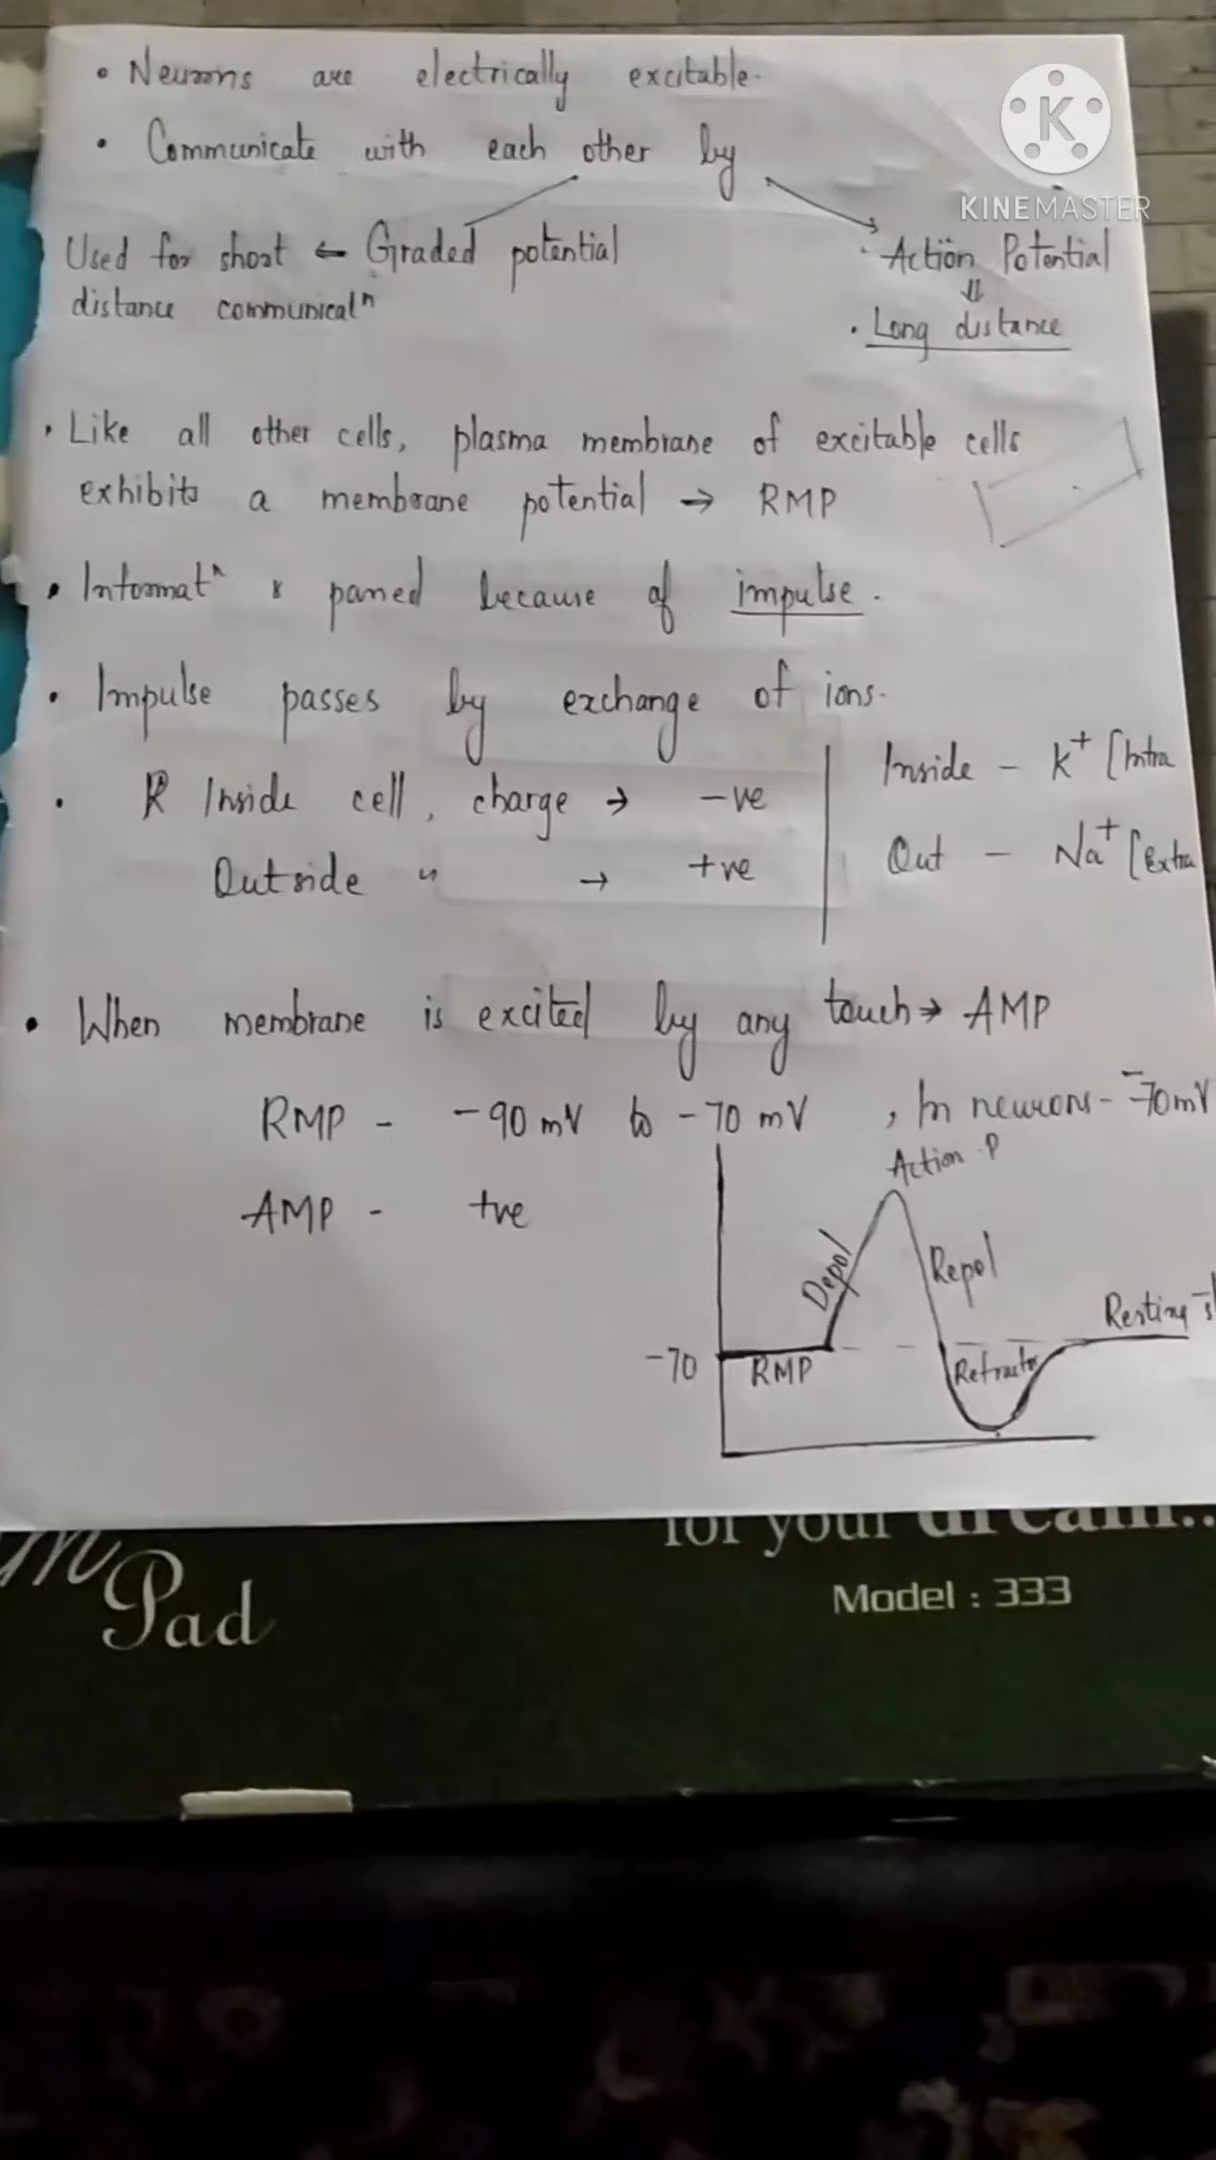 • Neurons are electrically excitable.
• Communicate with each other by
K
KINEMASTER
Used for short ← Graded potential
distance communicatⁿ
Action Potential
⇓
• Long distance
• Like all other cells, plasma membrane of excitable cells
exhibits a membrane potential → RMP
• Informatⁿ is passed because of impulse.
• Impulse passes by exchange of ions.
• Inside cell, charge → -ve
Outside " → +ve
Inside - K⁺ [Intra
Out - Na⁺ [Extra
• When membrane is excited by any touch → AMP
RMP - -90 mV to -70 mV , In neurons - -70mV
AMP - +ve
Action .P
Depol
Repol
Resting
-70
RMP
Refractor
for your dream..
Pad
Model : 333